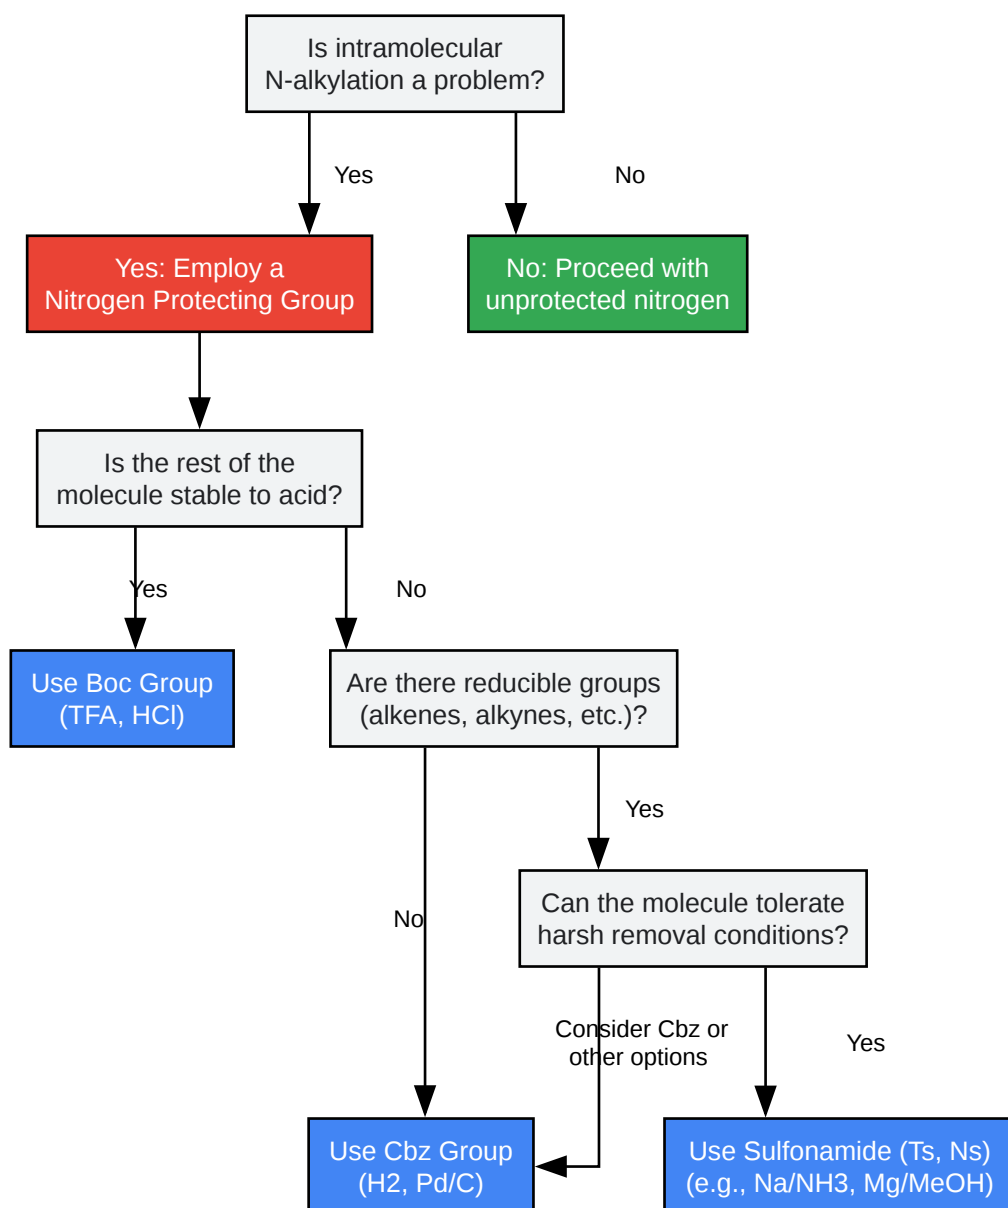 Is intramolecular
N-alkylation a problem?
Yes
No
Yes: Employ a
Nitrogen Protecting Group
No: Proceed with
unprotected nitrogen
Is the rest of the
molecule stable to acid?
Yes
No
Use Boc Group
(TFA, HCl)
Are there reducible groups
(alkenes, alkynes, etc.)?
Yes
Can the molecule tolerate
harsh removal conditions?
No
Consider Cbz or
other options
Yes
Use Cbz Group
(H2, Pd/C)
Use Sulfonamide (Ts, Ns)
(e.g., Na/NH3, Mg/MeOH)